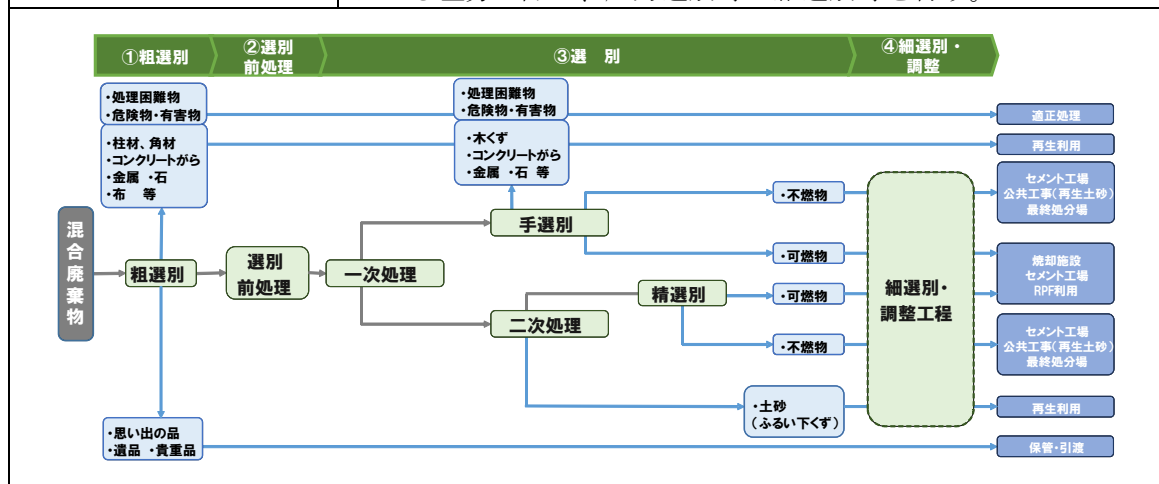 ①粗選別
②選別
前処理
③選 別
④細選別・
調整
・処理困難物
・危険物・有害物
・柱材、角材
・コンクリートがら
・金属 ・石
・布 等
・処理困難物
・危険物・有害物
・木くず
・コンクリートがら
・金属 ・石 等
適正処理
再生利用
混合廃棄物
粗選別
選別
前処理
一次処理
手選別
二次処理
精選別
・不燃物
・可燃物
・可燃物
・不燃物
・土砂
（ふるい下くず）
細選別・
調整工程
セメント工場
公共工事（再生土砂）
最終処分場
焼却施設
セメント工場
RPF利用
セメント工場
公共工事（再生土砂）
最終処分場
再生利用
・思い出の品
・遺品 ・貴重品
保管・引渡